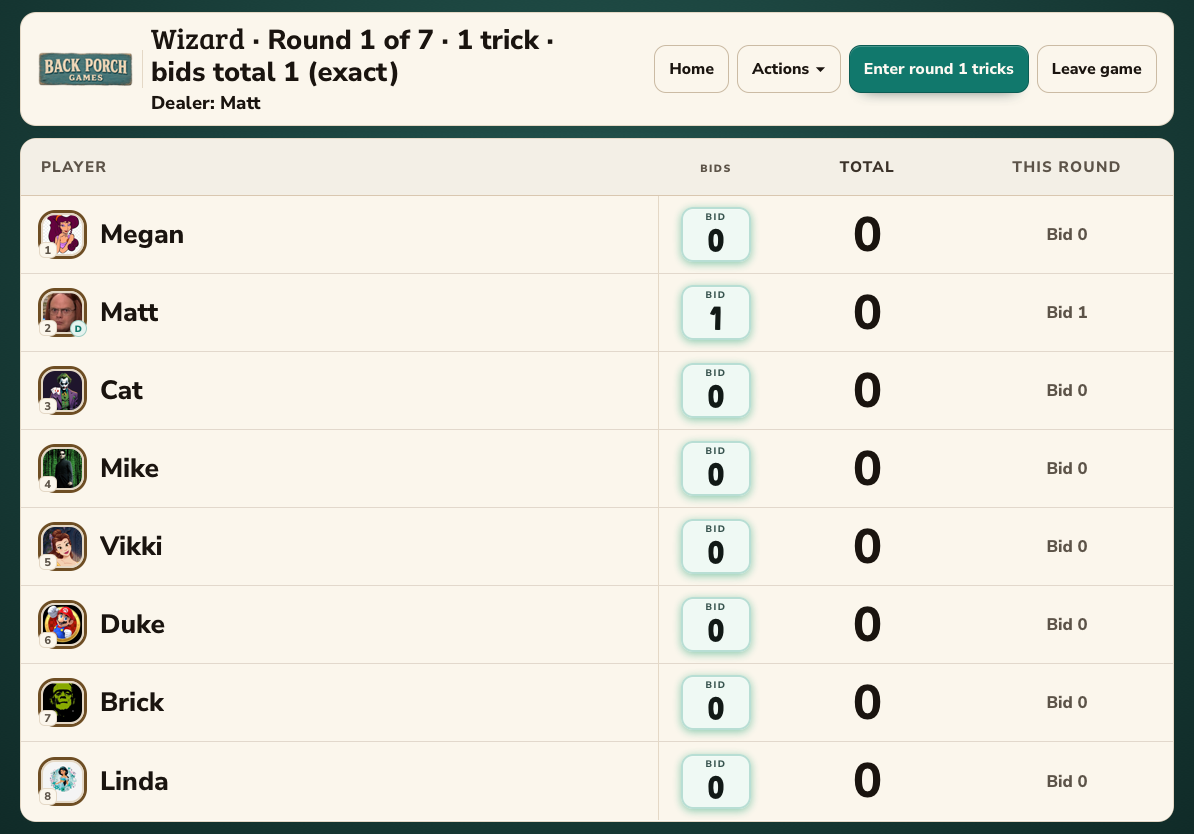 BACK PORCH
GAMES
Wizard · Round 1 of 7 · 1 trick ·
bids total 1 (exact)
Dealer: Matt
Home
Actions
Enter round 1 tricks
Leave game
PLAYER
BIDS
TOTAL
THIS ROUND
1
Megan
BID
0
0
Bid 0
2
D
Matt
BID
1
0
Bid 1
3
Cat
BID
0
0
Bid 0
4
Mike
BID
0
0
Bid 0
5
Vikki
BID
0
0
Bid 0
6
Duke
BID
0
0
Bid 0
7
Brick
BID
0
0
Bid 0
8
Linda
BID
0
0
Bid 0